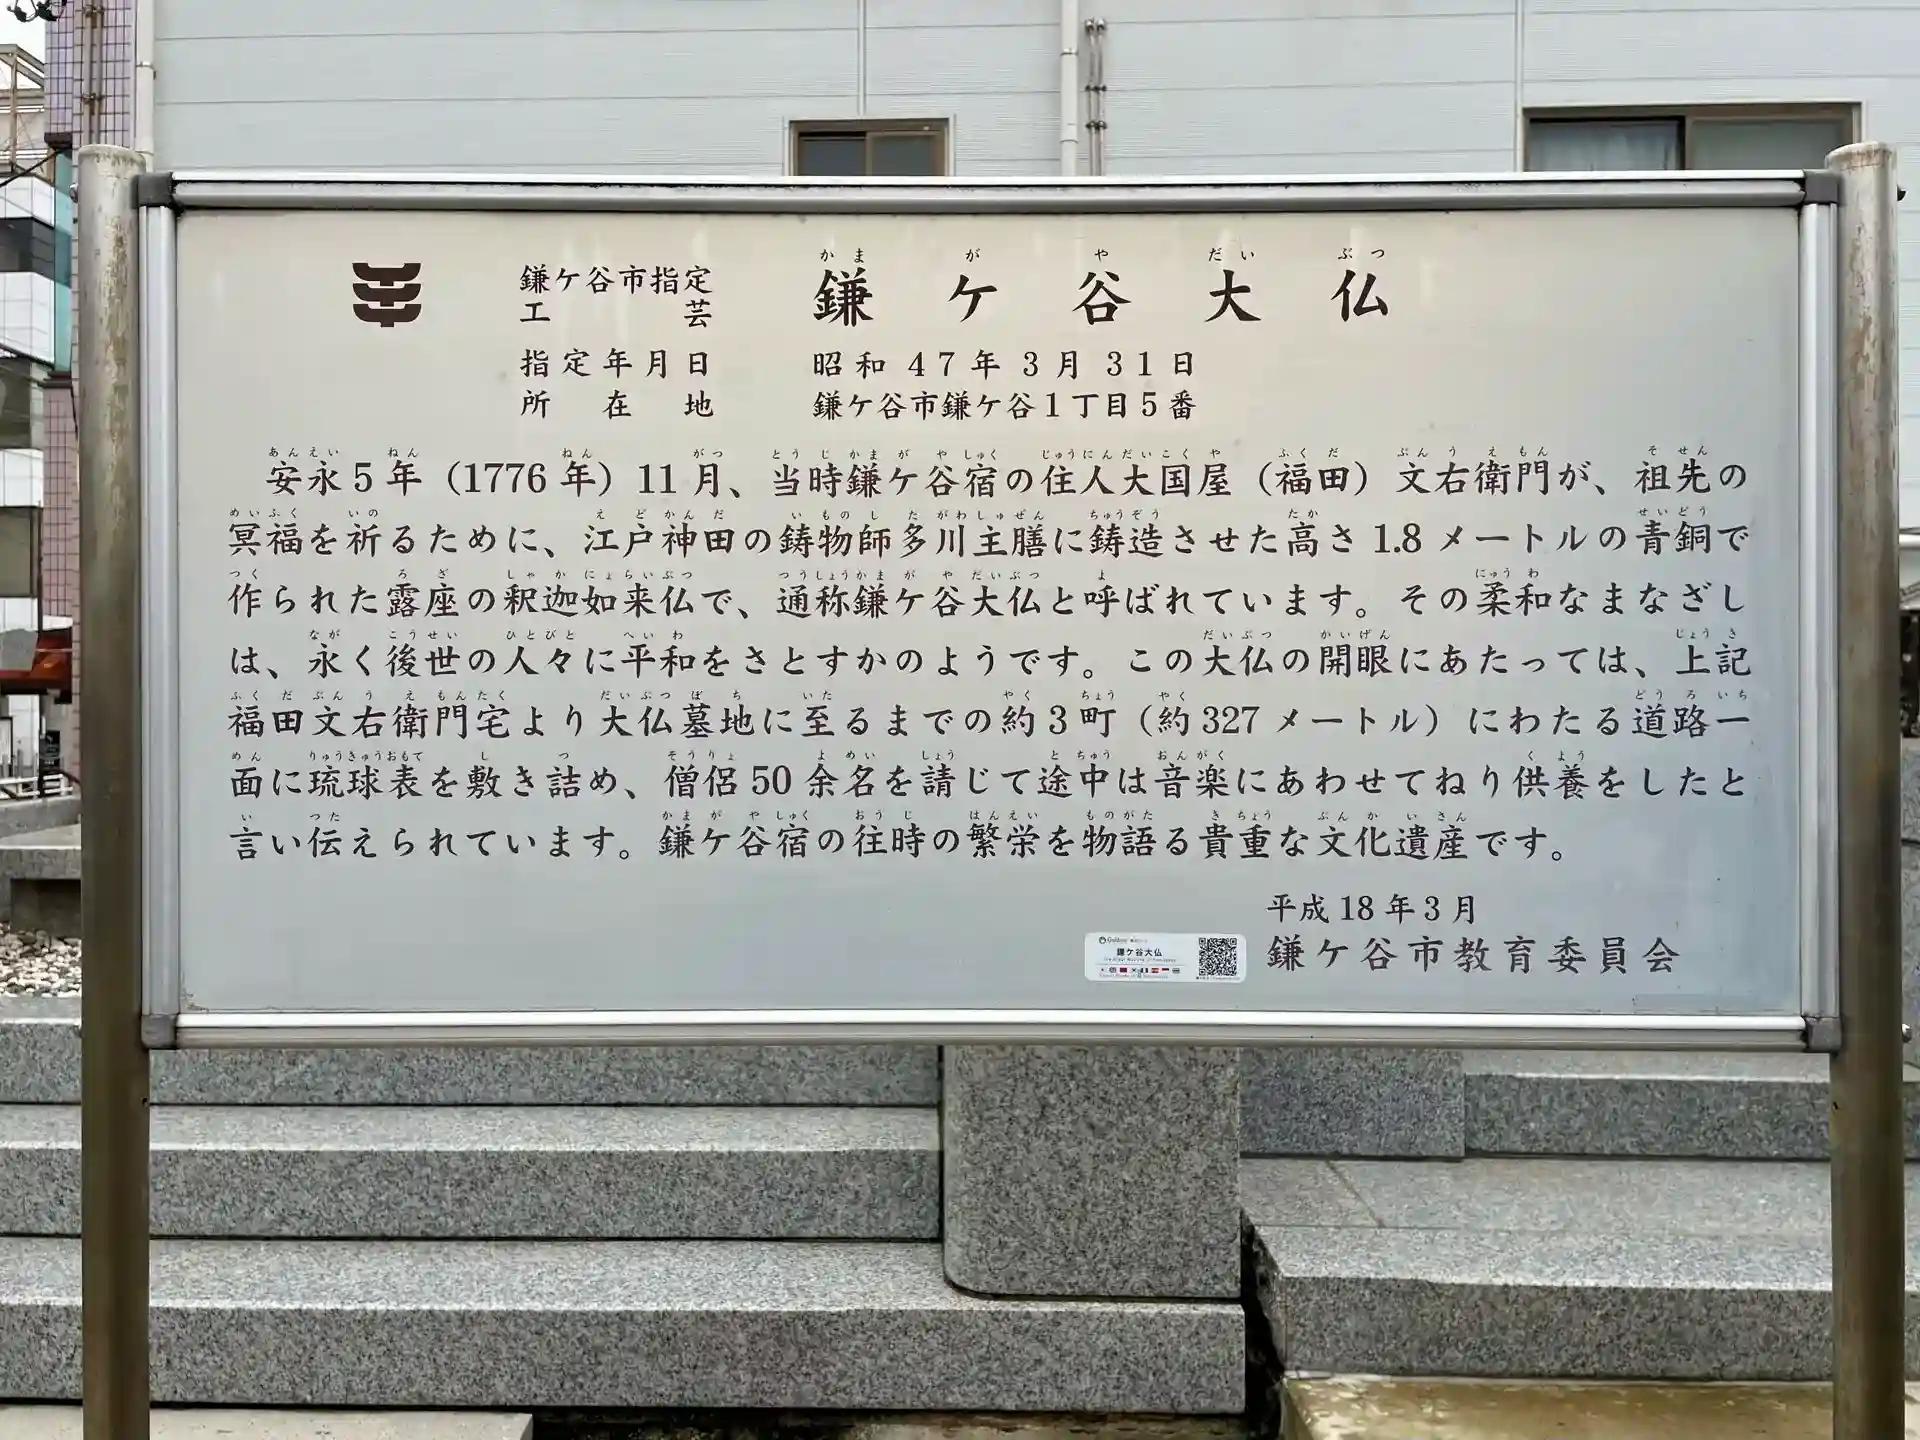 鎌ケ谷市指定
工芸
鎌ケ谷大仏
指定年月日 昭和47年3月31日
所在地 鎌ケ谷市鎌ケ谷1丁目5番
安永5年（1776年）11月、当時鎌ケ谷宿の住人大国屋（福田）文右衛門が、祖先の
冥福を祈るために、江戸神田の鋳物師多川主膳に鋳造させた高さ1.8メートルの青銅で
作られた露座の釈迦如来仏で、通称鎌ケ谷大仏と呼ばれています。その柔和なまなざし
は、永く後世の人々に平和をさとすかのようです。この大仏の開眼にあたっては、上記
福田文右衛門宅より大仏墓地に至るまでの約3町（約327メートル）にわたる道路一
面に琉球表を敷き詰め、僧侶50余名を請じて途中は音楽にあわせてねり供養をしたと
言い伝えられています。鎌ケ谷宿の往時の繁栄を物語る貴重な文化遺産です。
平成18年3月
鎌ケ谷市教育委員会
鎌ケ谷大仏